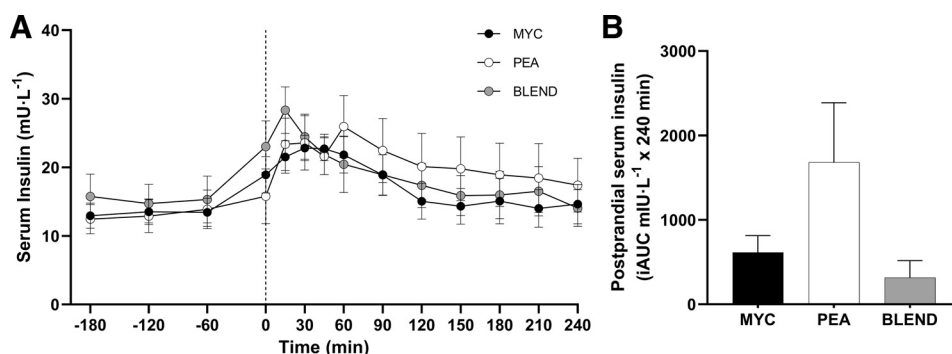 A
Serum Insulin (mU·L⁻¹)
40
30
20
10
0
-180 -120 -60 0 30 60 90 120 150 180 210 240
Time (min)
MYC
PEA
BLEND
B
Postprandial serum insulin
(iAUC mIU·L⁻¹ x 240 min)
3000
2000
1000
0
MYC PEA BLEND